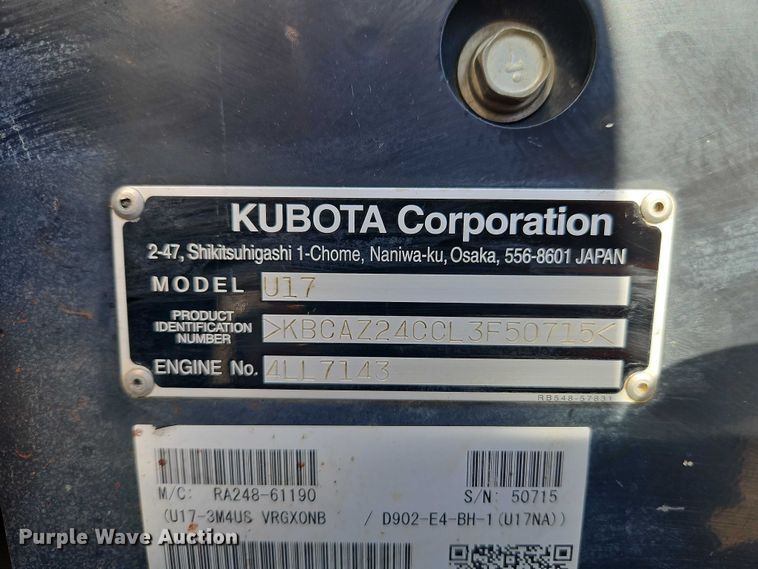 KUBOTA Corporation
2-47, Shikitsuhigashi 1-Chome, Naniwa-ku, Osaka, 556-8601 JAPAN
MODEL U17
PRODUCT IDENTIFICATION NUMBER >KBCAZ24CCL3F50715<
ENGINE No. 4LL7143
RB548-57831
M/C: RA248-61190 S/N: 50715
(U17-3M4US VRGXONB / D902-E4-BH-1(U17NA))
Purple Wave Auction